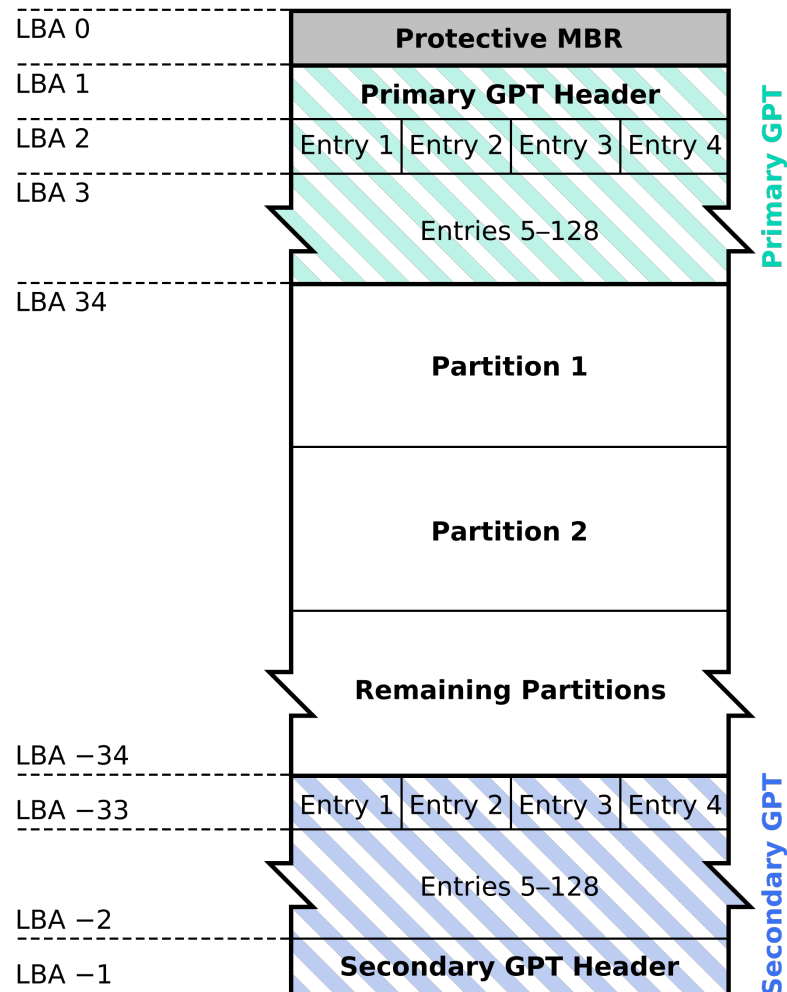 LBA 0
Protective MBR
LBA 1
Primary GPT Header
LBA 2
Entry 1 Entry 2 Entry 3 Entry 4
LBA 3
Entries 5–128
Primary GPT
LBA 34
Partition 1
Partition 2
Remaining Partitions
LBA −34
LBA −33
Entry 1 Entry 2 Entry 3 Entry 4
Entries 5–128
LBA −2
LBA −1
Secondary GPT Header
Secondary GPT